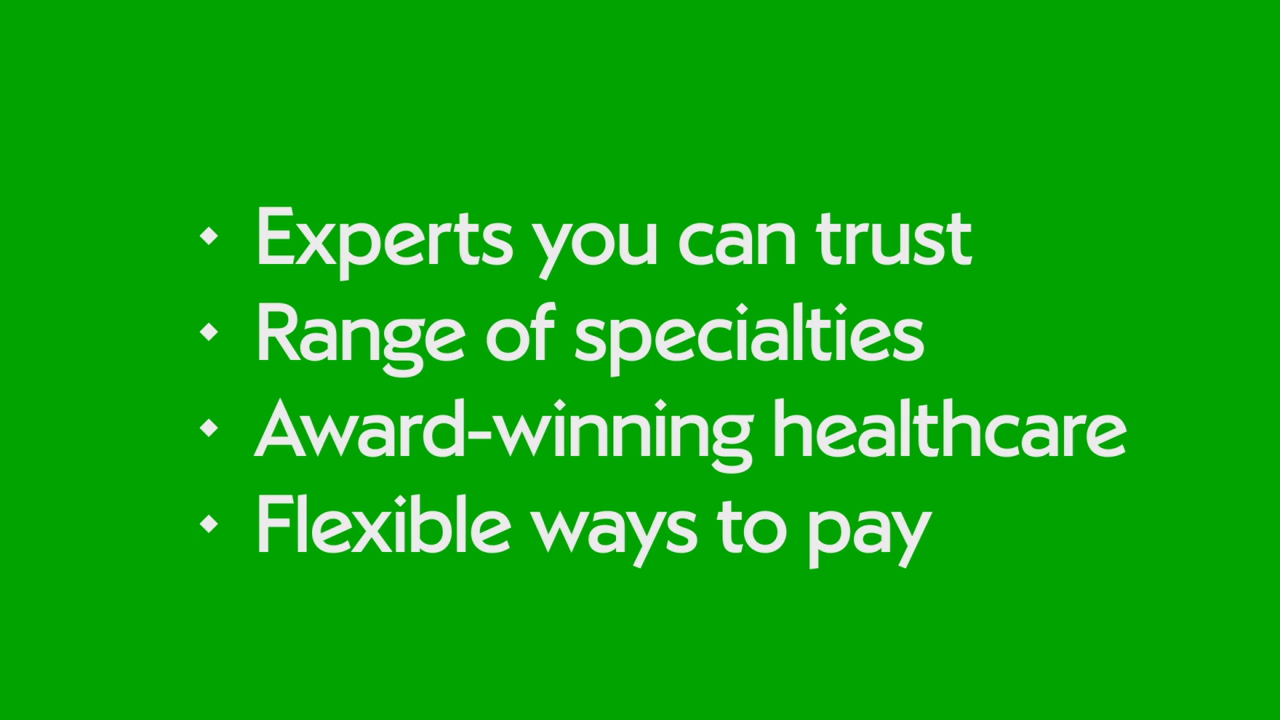 ◆ Experts you can trust
◆ Range of specialties
◆ Award-winning healthcare
◆ Flexible ways to pay